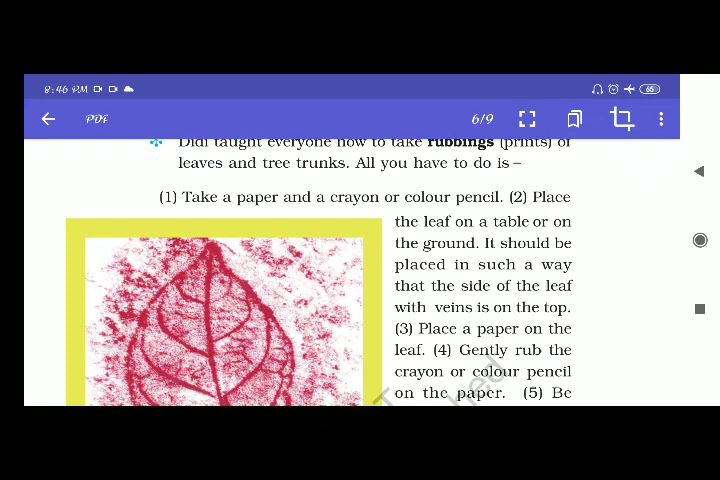 8:46 PM
65
PDF
6/9
Didi taught everyone how to take rubbings (prints) of
leaves and tree trunks. All you have to do is –
(1) Take a paper and a crayon or colour pencil. (2) Place
the leaf on a table or on
the ground. It should be
placed in such a way
that the side of the leaf
with veins is on the top.
(3) Place a paper on the
leaf. (4) Gently rub the
crayon or colour pencil
on the paper. (5) Be